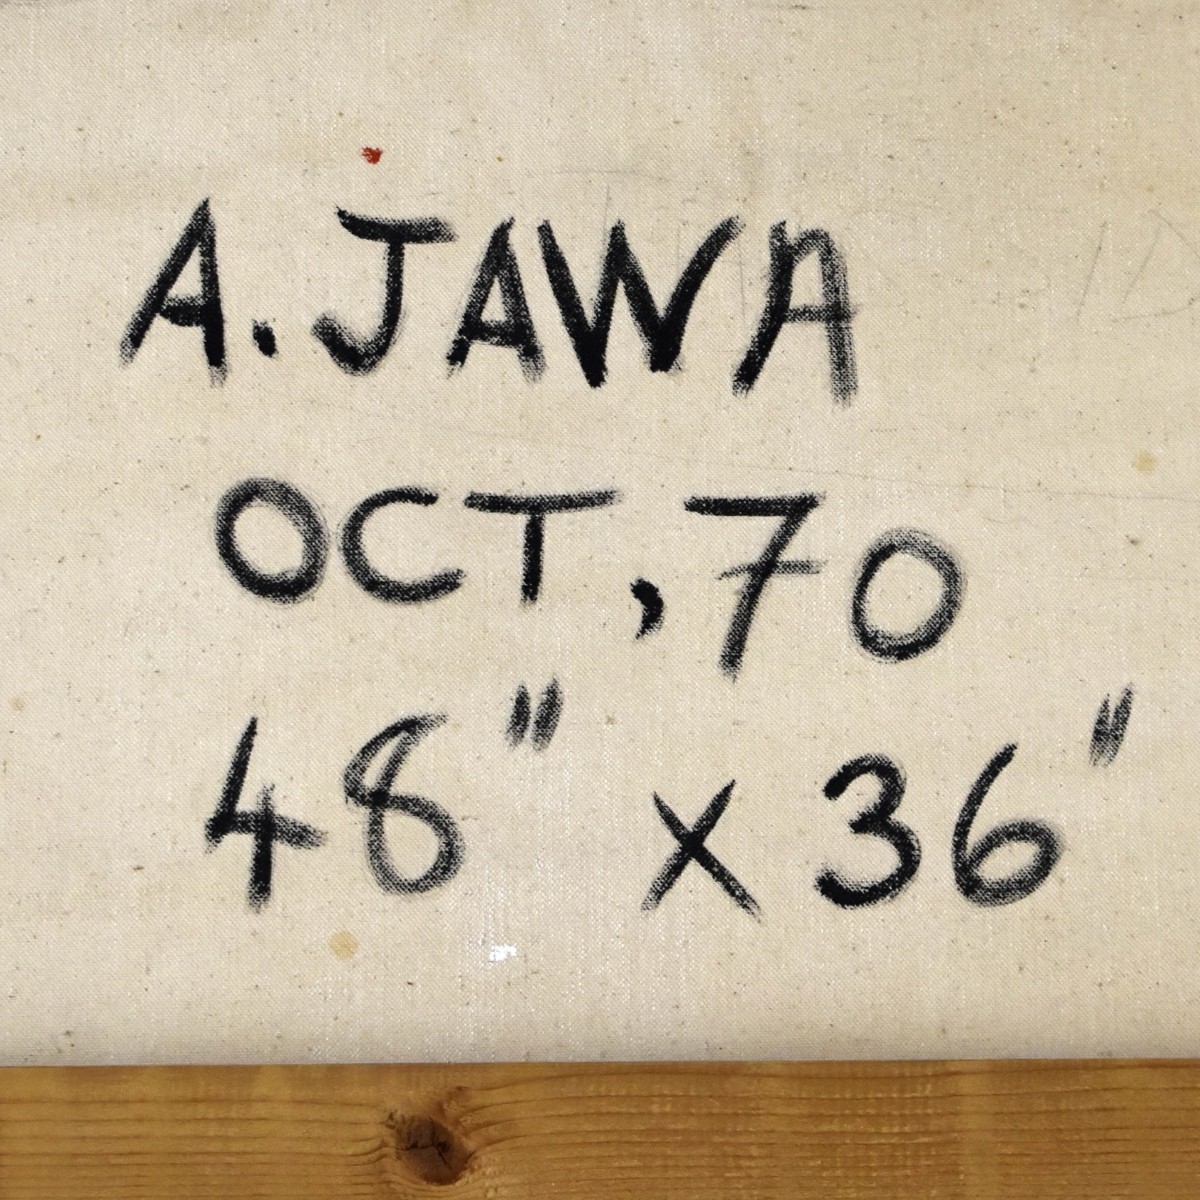 A. JAWA
OCT, 70
48" x 36"